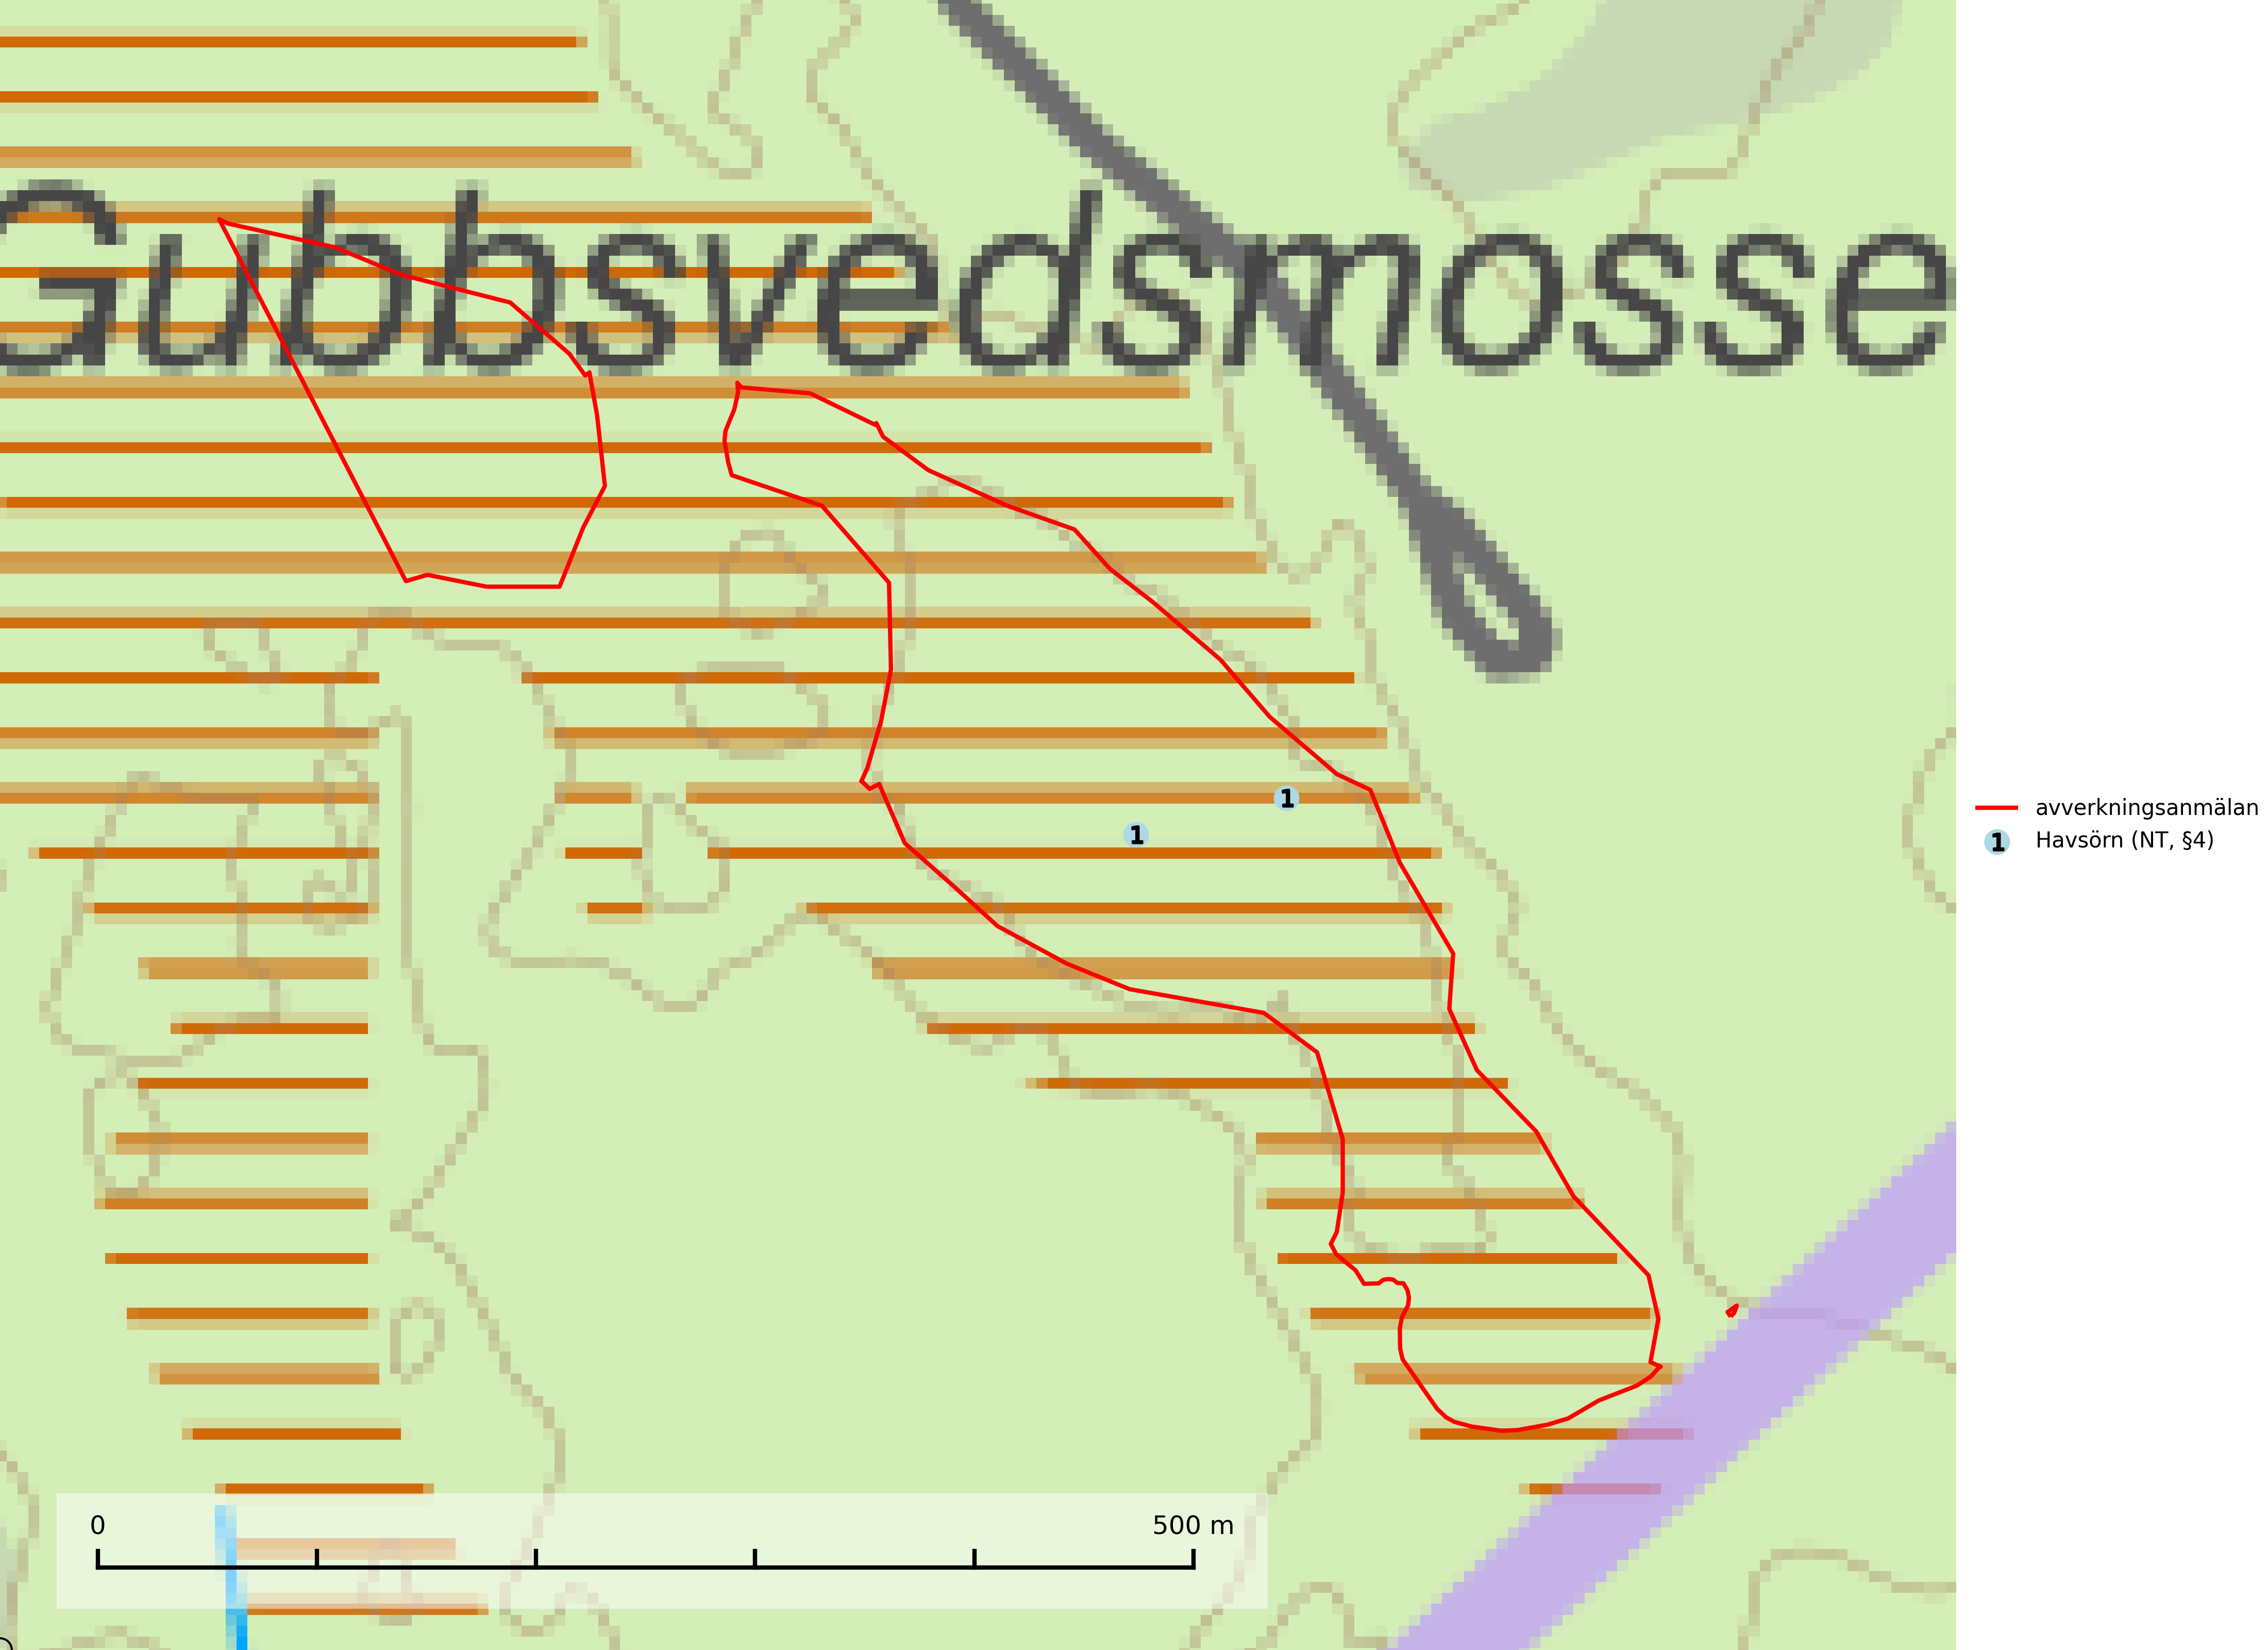 Gubbsvedsmosse
1
1
avverkningsanmälan
1 Havsörn (NT, §4)
0 500 m